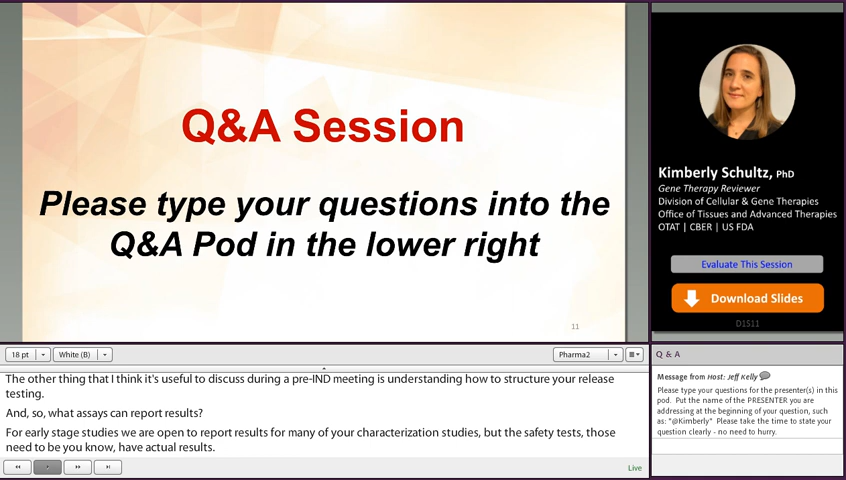 Q&A Session
Please type your questions into the
Q&A Pod in the lower right
11
Kimberly Schultz, PhD
Gene Therapy Reviewer
Division of Cellular & Gene Therapies
Office of Tissues and Advanced Therapies
OTAT | CBER | US FDA
Evaluate This Session
Download Slides
D1511
18 pt
White (B)
Pharma2
The other thing that I think it's useful to discuss during a pre-IND meeting is understanding how to structure your release
testing.
And, so, what assays can report results?
For early stage studies we are open to report results for many of your characterization studies, but the safety tests, those
need to be you know, have actual results.
Live
Q & A
Message from Host: Jeff Kelly
Please type your questions for the presenter(s) in this
pod. Put the name of the PRESENTER you are
addressing at the beginning of your question, such
as: "@Kimberly" Please take the time to state your
question clearly - no need to hurry.